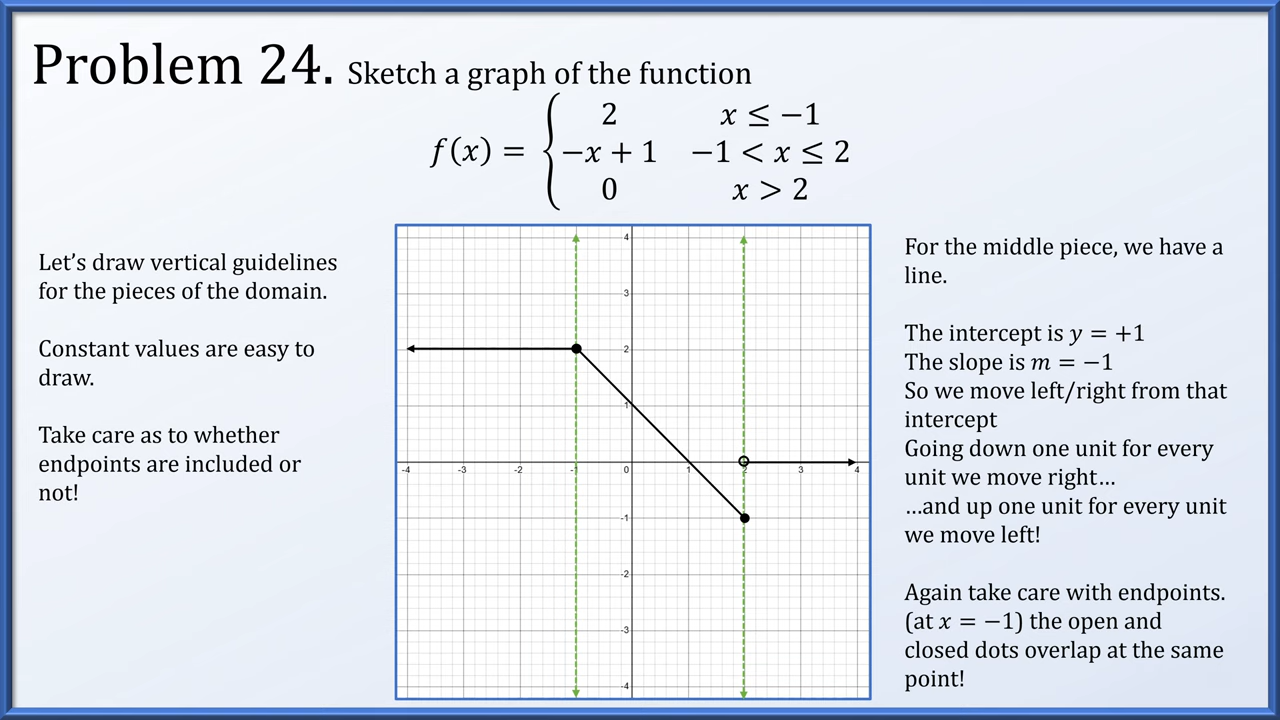 Problem 24. Sketch a graph of the function
2 x ≤ −1
f(x) = { −x + 1 −1 < x ≤ 2
0 x > 2
Let’s draw vertical guidelines
for the pieces of the domain.
Constant values are easy to
draw.
Take care as to whether
endpoints are included or
not!
4
3
2
1
-4 -3 -2 -1 0 1 2 3 4
-1
-2
-3
-4
For the middle piece, we have a
line.
The intercept is y = +1
The slope is m = −1
So we move left/right from that
intercept
Going down one unit for every
unit we move right…
…and up one unit for every unit
we move left!
Again take care with endpoints.
(at x = −1) the open and
closed dots overlap at the same
point!